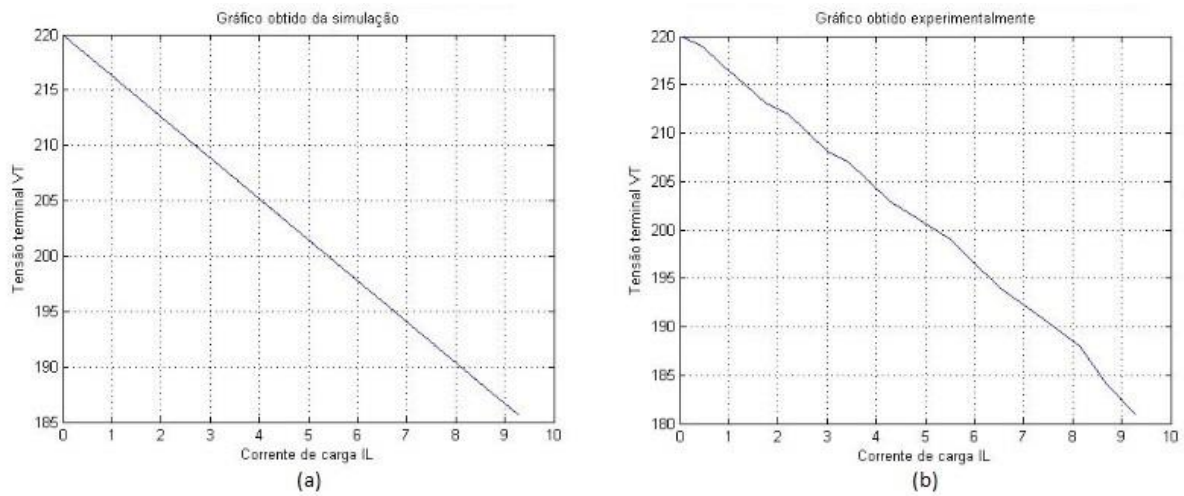 Gráfico obtido da simulação
220
215
210
205
200
195
190
185
0 1 2 3 4 5 6 7 8 9 10
Tensão terminal VT
Corrente de carga IL
(a)
Gráfico obtido experimentalmente
220
215
210
205
200
195
190
185
180
0 1 2 3 4 5 6 7 8 9 10
Tensão terminal VT
Corrente de carga IL
(b)